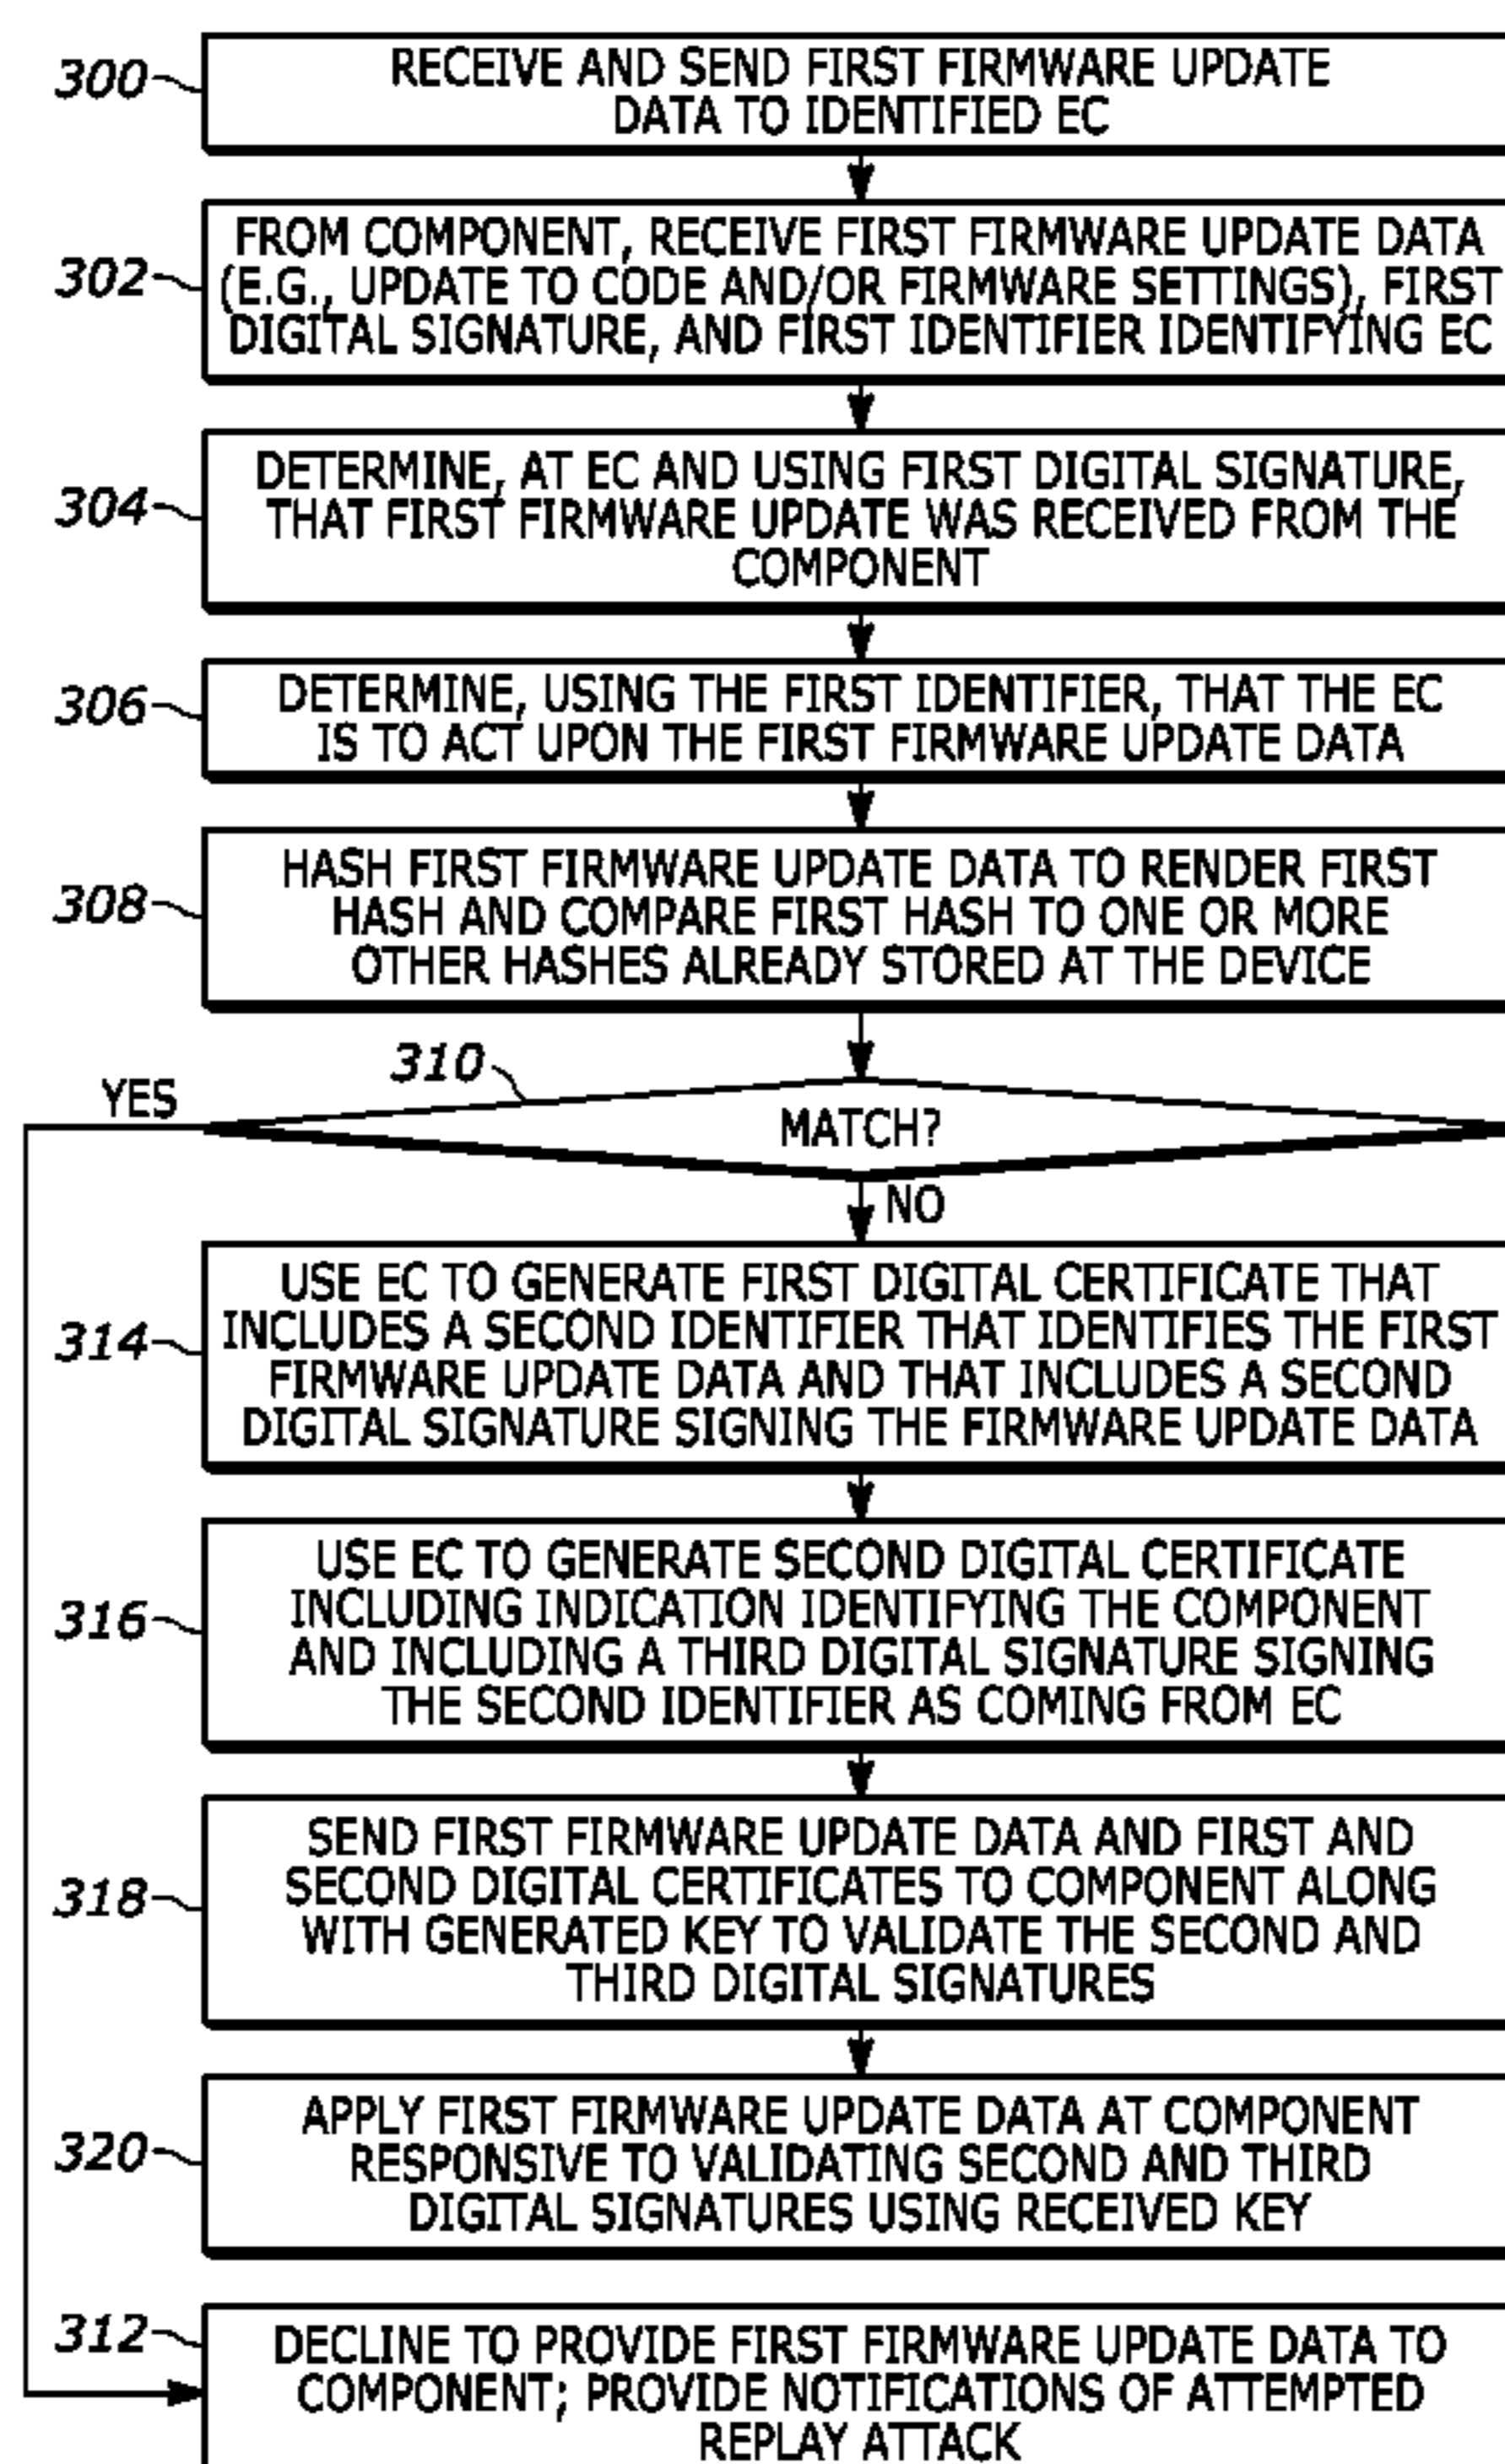 300
RECEIVE AND SEND FIRST FIRMWARE UPDATE
DATA TO IDENTIFIED EC
302
FROM COMPONENT, RECEIVE FIRST FIRMWARE UPDATE DATA
(E.G., UPDATE TO CODE AND/OR FIRMWARE SETTINGS), FIRST
DIGITAL SIGNATURE, AND FIRST IDENTIFIER IDENTIFYING EC
304
DETERMINE, AT EC AND USING FIRST DIGITAL SIGNATURE,
THAT FIRST FIRMWARE UPDATE WAS RECEIVED FROM THE
COMPONENT
306
DETERMINE, USING THE FIRST IDENTIFIER, THAT THE EC
IS TO ACT UPON THE FIRST FIRMWARE UPDATE DATA
308
HASH FIRST FIRMWARE UPDATE DATA TO RENDER FIRST
HASH AND COMPARE FIRST HASH TO ONE OR MORE
OTHER HASHES ALREADY STORED AT THE DEVICE
310
YES
MATCH?
NO
314
USE EC TO GENERATE FIRST DIGITAL CERTIFICATE THAT
INCLUDES A SECOND IDENTIFIER THAT IDENTIFIES THE FIRST
FIRMWARE UPDATE DATA AND THAT INCLUDES A SECOND
DIGITAL SIGNATURE SIGNING THE FIRMWARE UPDATE DATA
316
USE EC TO GENERATE SECOND DIGITAL CERTIFICATE
INCLUDING INDICATION IDENTIFYING THE COMPONENT
AND INCLUDING A THIRD DIGITAL SIGNATURE SIGNING
THE SECOND IDENTIFIER AS COMING FROM EC
318
SEND FIRST FIRMWARE UPDATE DATA AND FIRST AND
SECOND DIGITAL CERTIFICATES TO COMPONENT ALONG
WITH GENERATED KEY TO VALIDATE THE SECOND AND
THIRD DIGITAL SIGNATURES
320
APPLY FIRST FIRMWARE UPDATE DATA AT COMPONENT
RESPONSIVE TO VALIDATING SECOND AND THIRD
DIGITAL SIGNATURES USING RECEIVED KEY
312
DECLINE TO PROVIDE FIRST FIRMWARE UPDATE DATA TO
COMPONENT; PROVIDE NOTIFICATIONS OF ATTEMPTED
REPLAY ATTACK